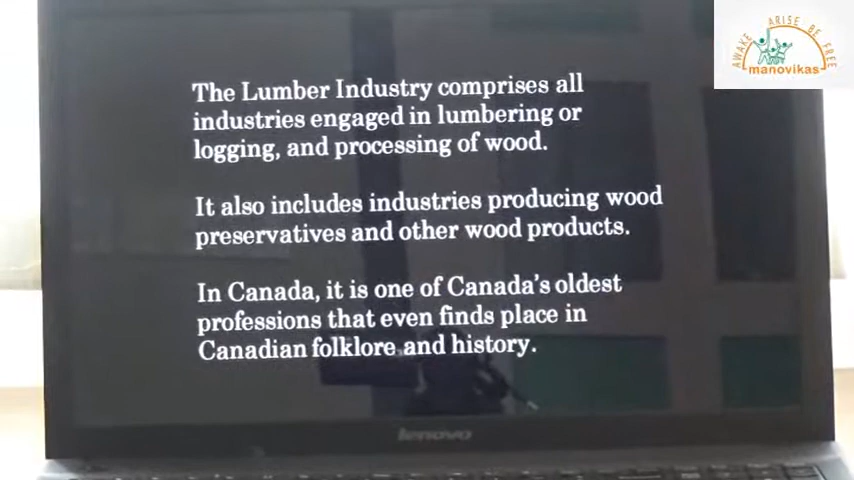 AWAKE ARISE BE FREE
manovikas
The Lumber Industry comprises all
industries engaged in lumbering or
logging, and processing of wood.
It also includes industries producing wood
preservatives and other wood products.
In Canada, it is one of Canada's oldest
professions that even finds place in
Canadian folklore and history.
lenovo